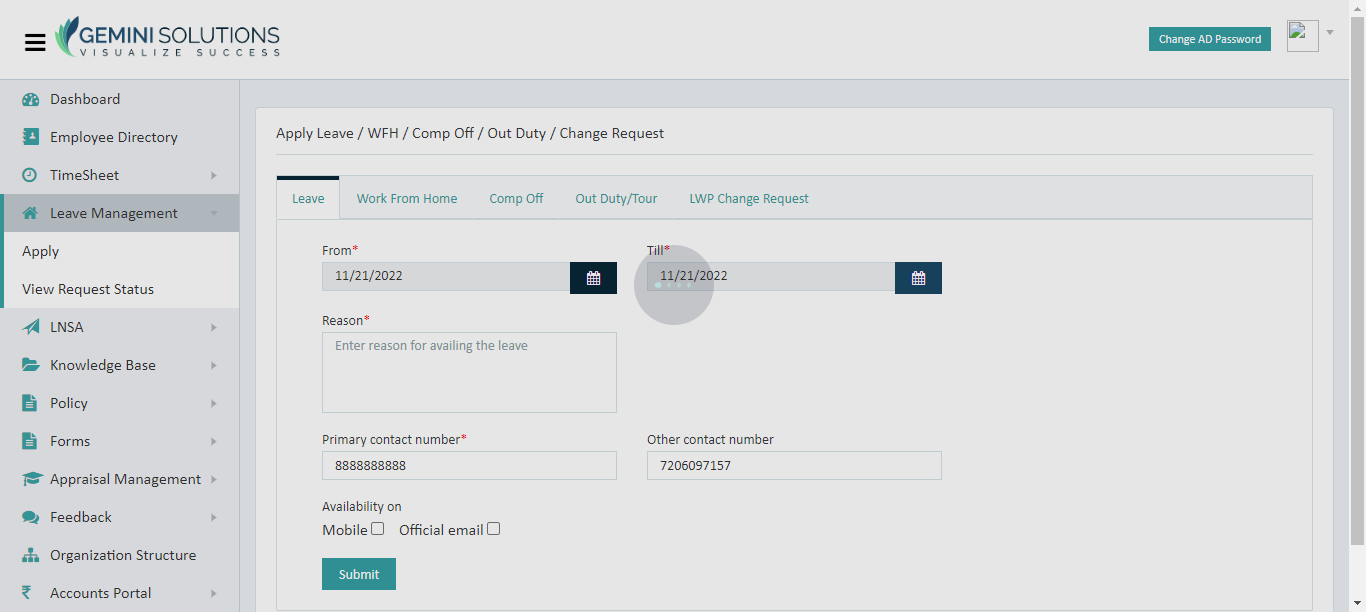 GEMINI SOLUTIONS
VISUALIZE SUCCESS
Change AD Password
Dashboard
Employee Directory
TimeSheet
Leave Management
Apply
View Request Status
LNSA
Knowledge Base
Policy
Forms
Appraisal Management
Feedback
Organization Structure
Accounts Portal
Apply Leave / WFH / Comp Off / Out Duty / Change Request
Leave Work From Home Comp Off Out Duty/Tour LWP Change Request
From* Till*
11/21/2022 11/21/2022
Reason*
Enter reason for availing the leave
Primary contact number* Other contact number
8888888888 7206097157
Availability on
Mobile Official email
Submit